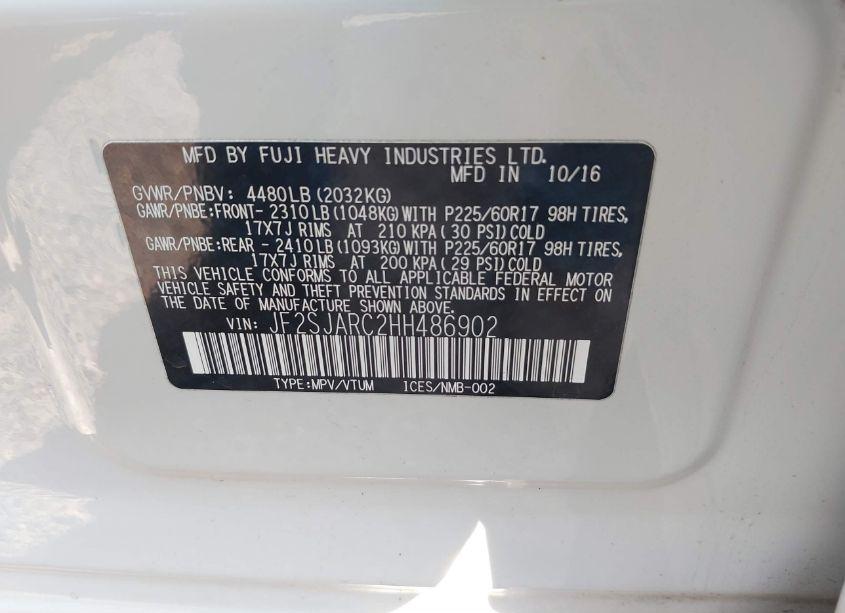 MFD BY FUJI HEAVY INDUSTRIES LTD.
MFD IN 10/16
GVWR/PNBV: 4480LB (2032KG)
GAWR/PNBE:FRONT- 2310LB (1048KG) WITH P225/60R17 98H TIRES,
17X7J RIMS AT 210 KPA (30 PSI) COLD
GAWR/PNBE:REAR - 2410LB (1093KG) WITH P225/60R17 98H TIRES,
17X7J RIMS AT 200 KPA (29 PSI) COLD
THIS VEHICLE CONFORMS TO ALL APPLICABLE FEDERAL MOTOR
VEHICLE SAFETY AND THEFT PREVENTION STANDARDS IN EFFECT ON
THE DATE OF MANUFACTURE SHOWN ABOVE.
VIN: JF2SJARC2HH486902
TYPE:MPV/VTUM ICES/NMB-002